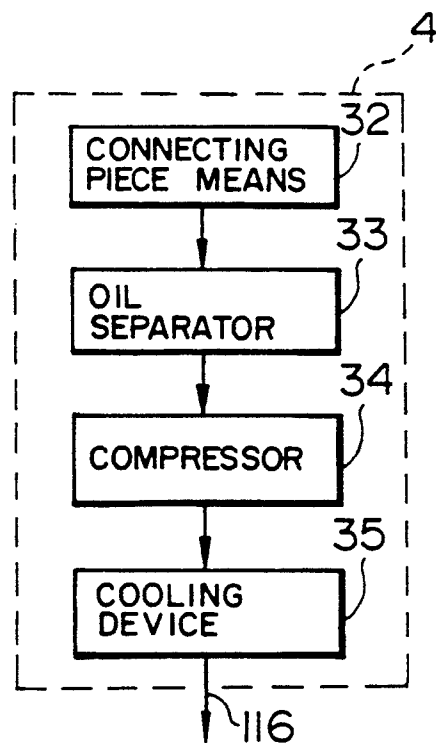 4
32
CONNECTING
PIECE MEANS
33
OIL
SEPARATOR
34
COMPRESSOR
35
COOLING
DEVICE
116